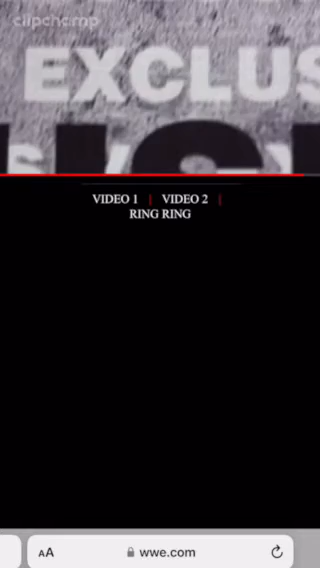 clipchamp
EXCLUS
VIDEO 1 | VIDEO 2 |
RING RING
AA
wwe.com